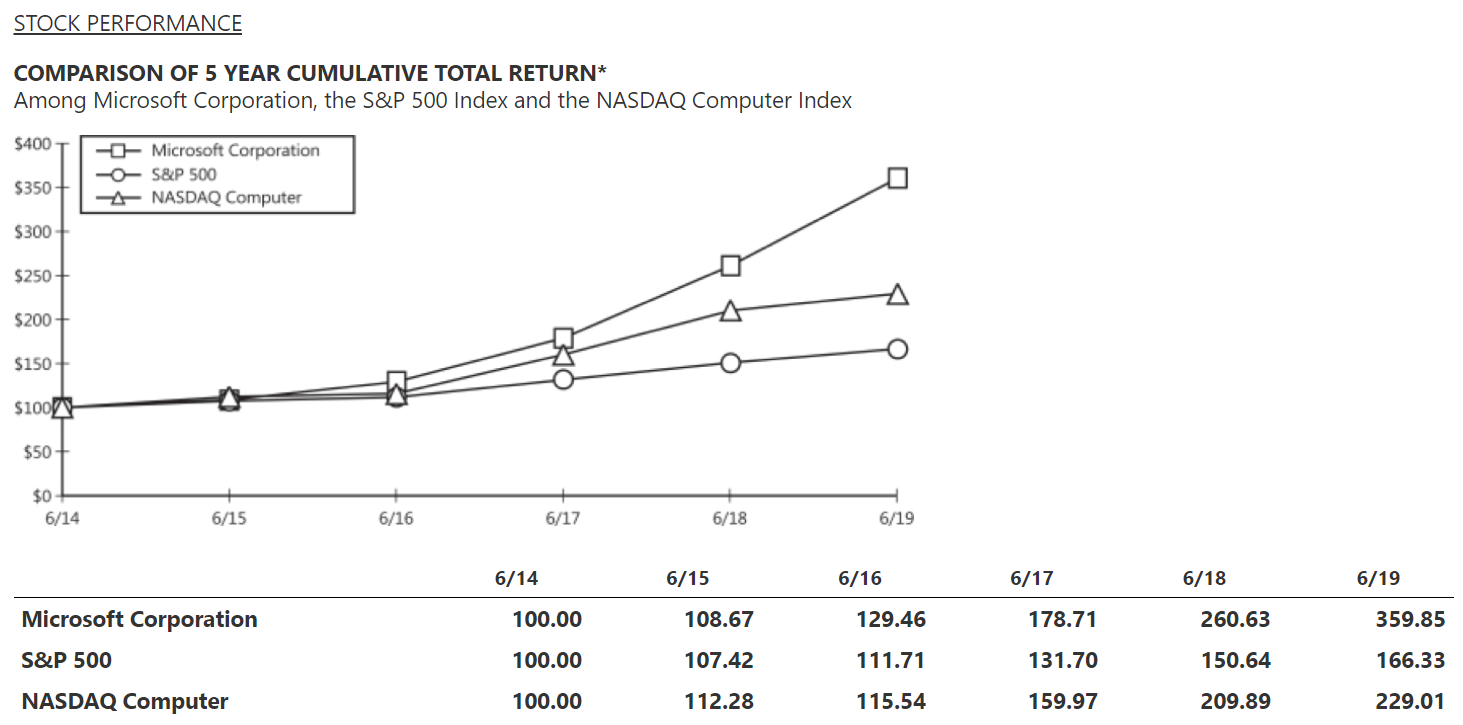 STOCK PERFORMANCE
COMPARISON OF 5 YEAR CUMULATIVE TOTAL RETURN*
Among Microsoft Corporation, the S&P 500 Index and the NASDAQ Computer Index
$400
$350
$300
$250
$200
$150
$100
$50
$0
Microsoft Corporation
S&P 500
NASDAQ Computer
6/14 6/15 6/16 6/17 6/18 6/19
6/14 6/15 6/16 6/17 6/18 6/19
Microsoft Corporation 100.00 108.67 129.46 178.71 260.63 359.85
S&P 500 100.00 107.42 111.71 131.70 150.64 166.33
NASDAQ Computer 100.00 112.28 115.54 159.97 209.89 229.01